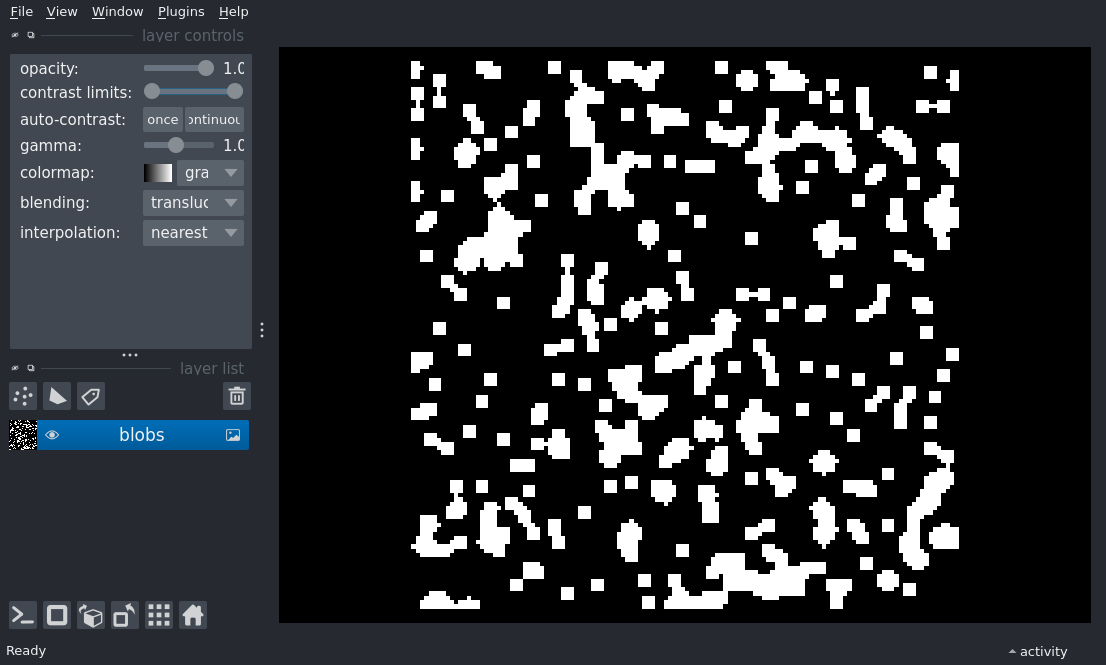 File View Window Plugins Help
layer controls
opacity: 1.0
contrast limits:
auto-contrast: once ontinuou
gamma: 1.0
colormap: gra
blending: transluc
interpolation: nearest
layer list
blobs
Ready
activity